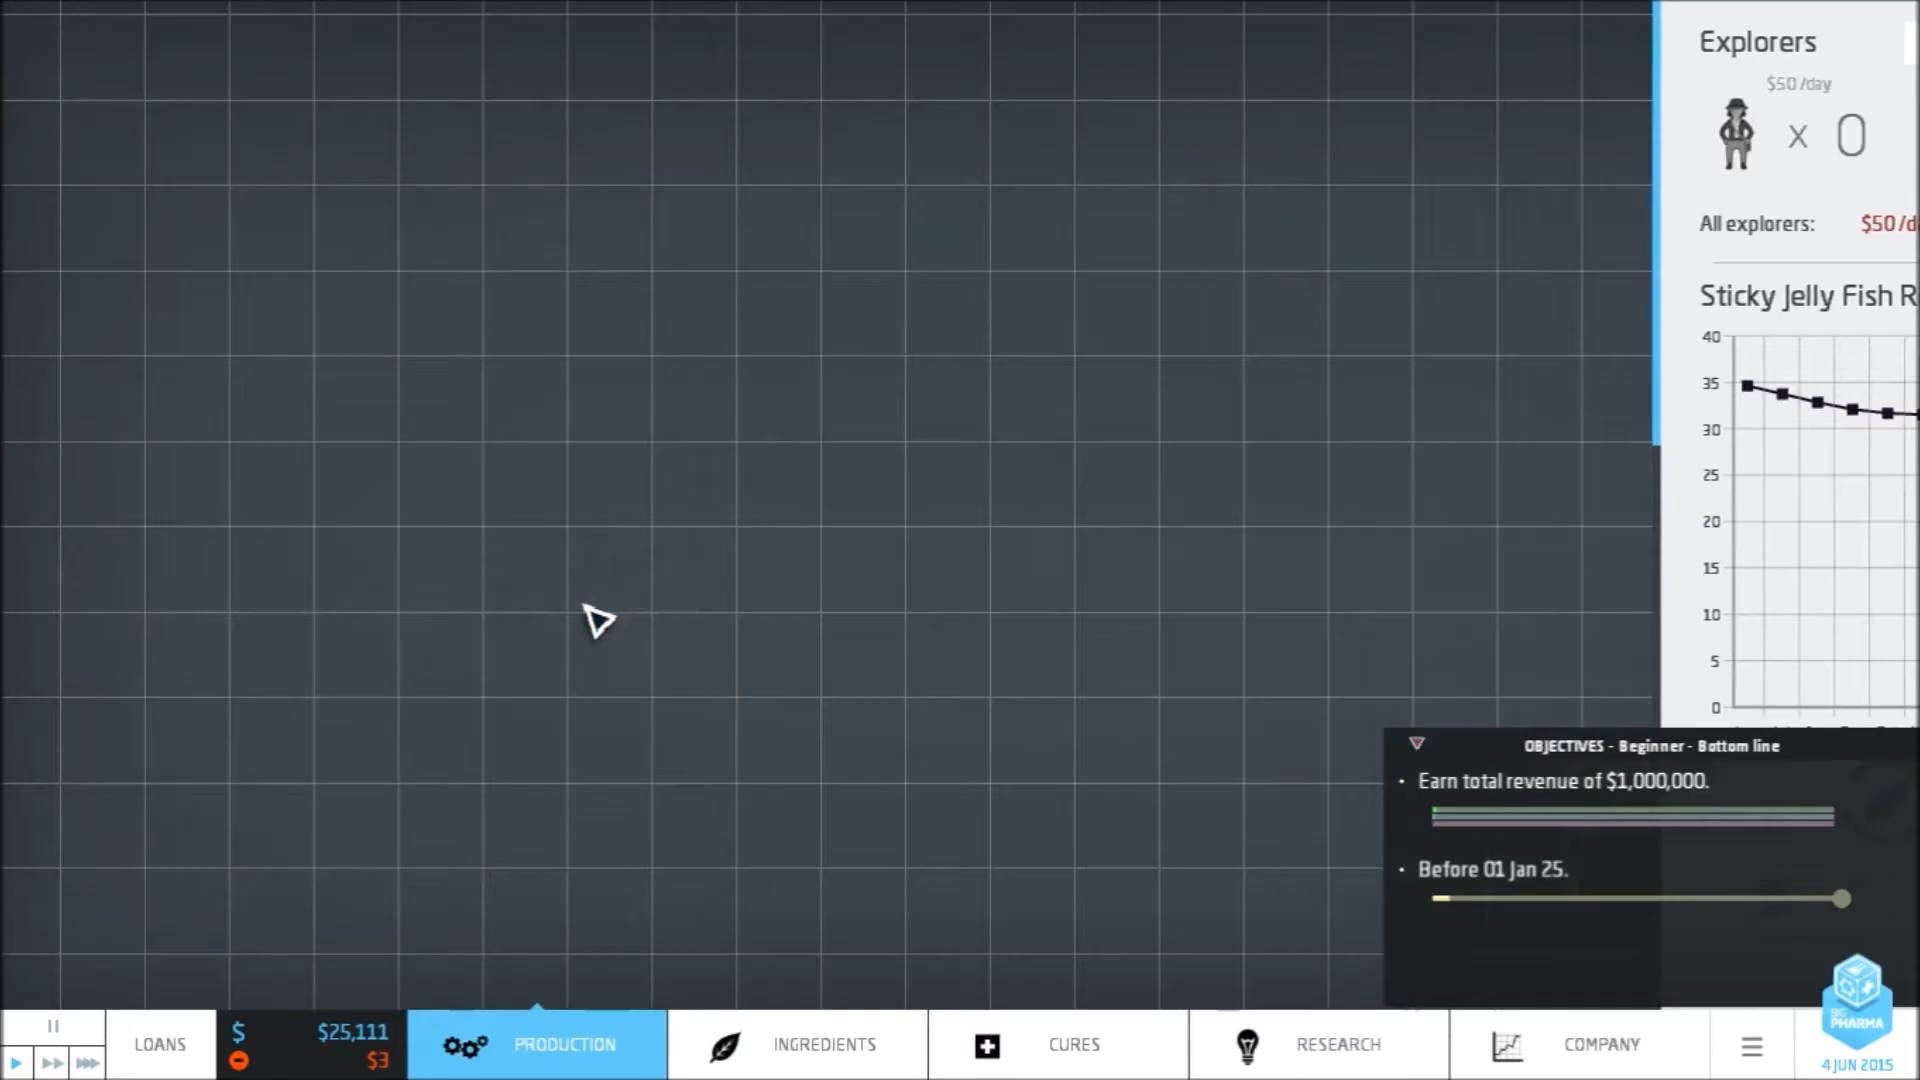 Explorers
$50 /day
x 0
All explorers: $50 /d
Sticky Jelly Fish R
40
35
30
25
20
15
10
5
0
OBJECTIVES - Beginner - Bottom line
• Earn total revenue of $1,000,000.
• Before 01 Jan 25.
LOANS
$ $25,111
$3
PRODUCTION
INGREDIENTS
CURES
RESEARCH
COMPANY
BIG
PHARMA
4 JUN 2015